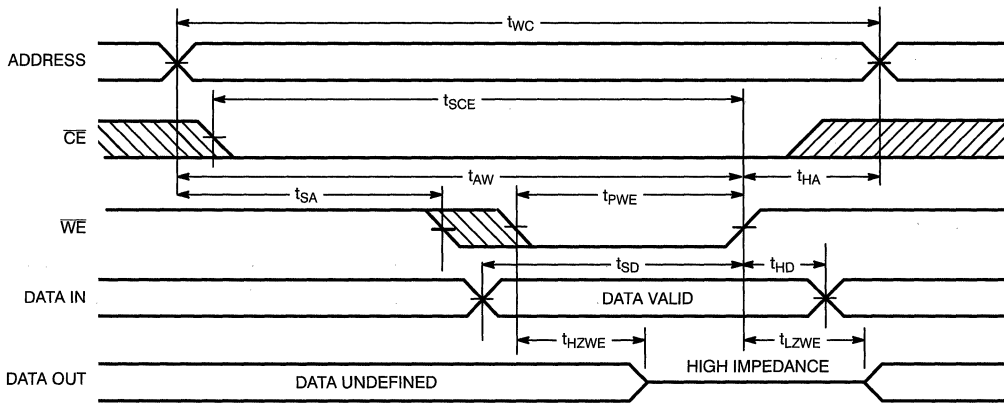 tWC
ADDRESS
tSCE
CE
tAW
tHA
tSA
tPWE
WE
tSD
tHD
DATA IN
DATA VALID
tHZWE
tLZWE
HIGH IMPEDANCE
DATA OUT
DATA UNDEFINED